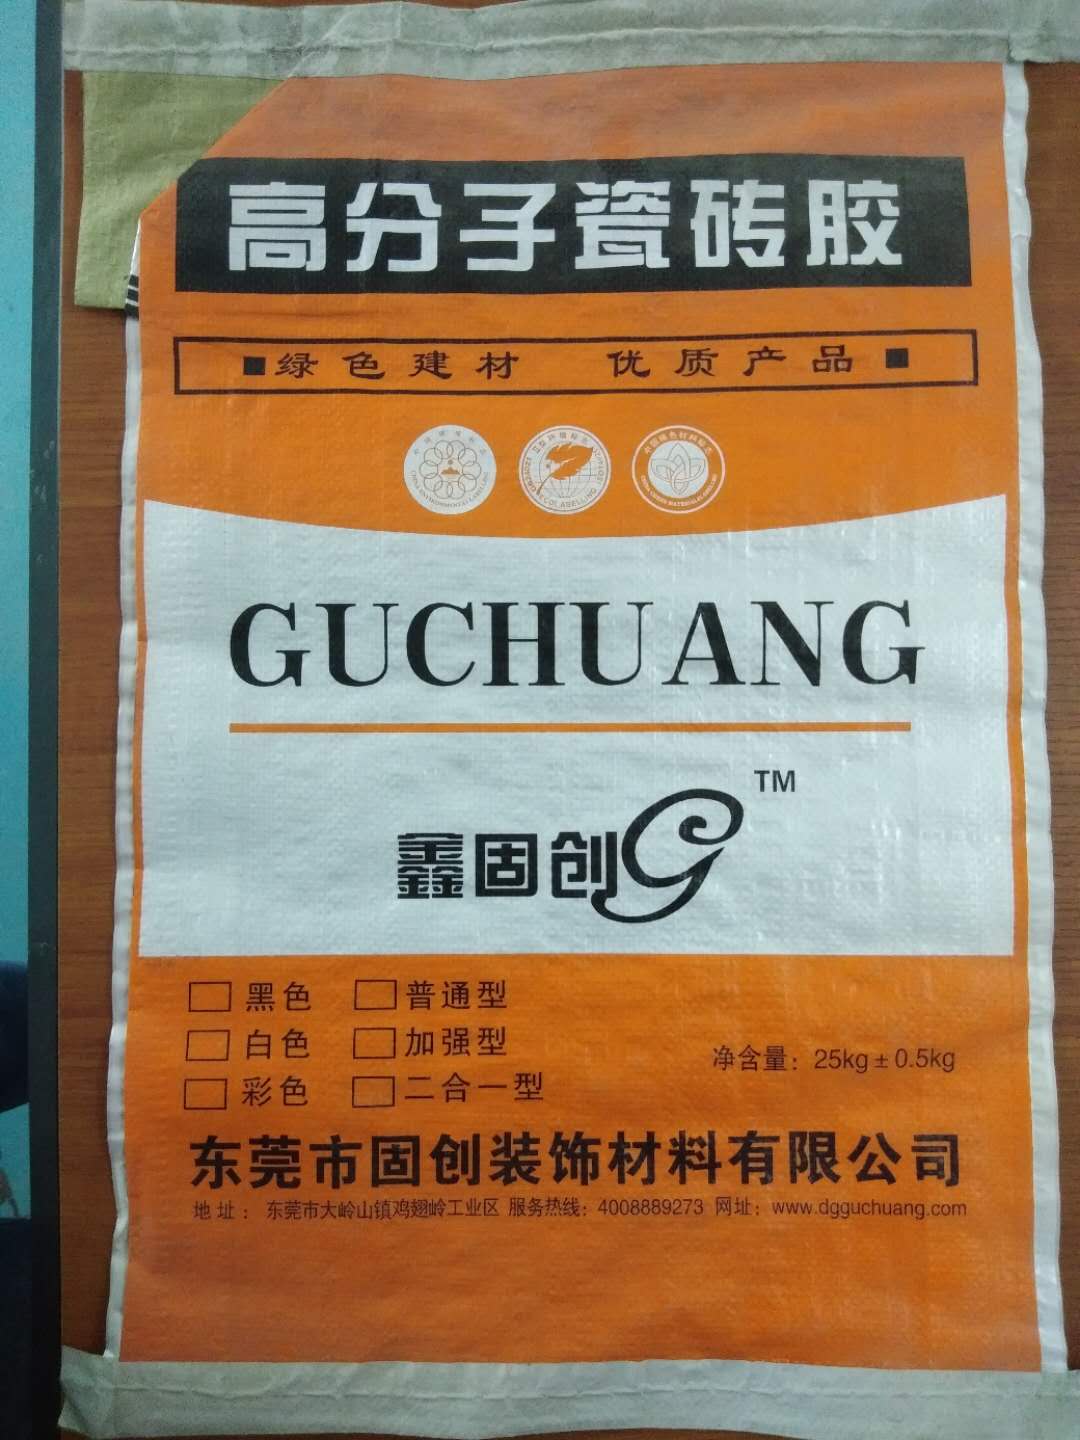 高分子瓷砖胶
■绿色建材 优质产品■
GUCHUANG
TM
鑫固创G
黑色 普通型
白色 加强型
彩色 二合一型
净含量：25kg±0.5kg
东莞市固创装饰材料有限公司
地址：东莞市大岭山镇鸡翅岭工业区 服务热线：4008889273 网址：www.dgguchuang.com